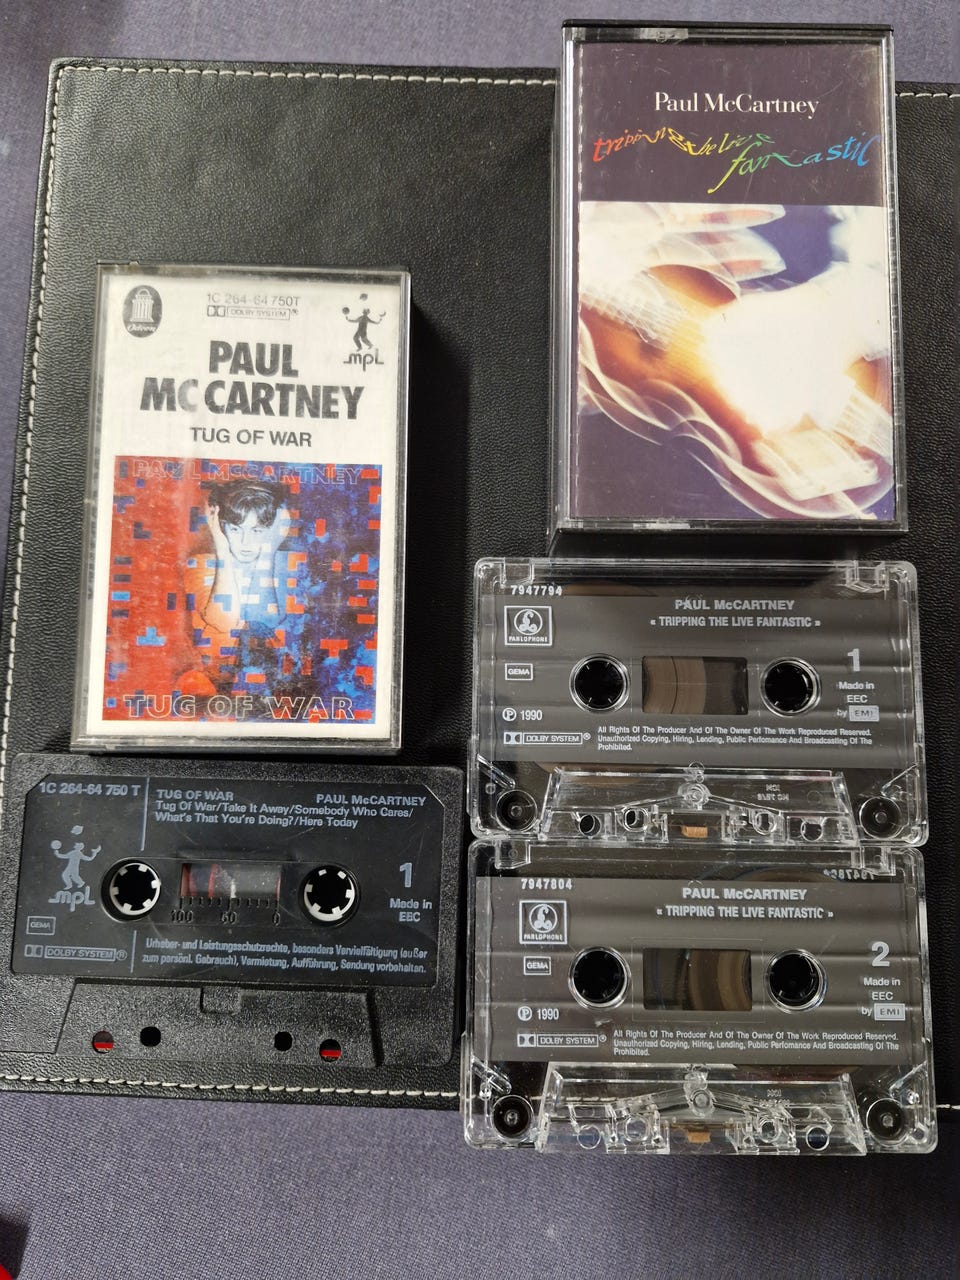 Paul McCartney
tripping the live
fantastic
Odeon
1C 264-64 750T
DOLBY SYSTEM®
mpl
PAUL
MC CARTNEY
TUG OF WAR
PAUL McCARTNEY
TUG OF WAR
7947794
PARLOPHONE
GEMA
PAUL McCARTNEY
« TRIPPING THE LIVE FANTASTIC »
1
Made in
EEC
by EMI
℗ 1990
DOLBY SYSTEM®
All Rights Of The Producer And Of The Owner Of The Work Reproduced Reserved.
Unauthorized Copying, Hiring, Lending, Public Perfomance And Broadcasting Of The
Prohibited.
1C 264-64 750 T
TUG OF WAR
PAUL McCARTNEY
Tug Of War/Take It Away/Somebody Who Cares/
What's That You're Doing?/Here Today
mpl
1
Made in
EEC
100 50 0
GEMA
DOLBY SYSTEM®
Urheber- und Leistungsschutzrechte, besonders Vervielfältigung (außer
zum persönl. Gebrauch), Vermietung, Aufführung, Sendung vorbehalten.
7947804
PARLOPHONE
GEMA
PAUL McCARTNEY
« TRIPPING THE LIVE FANTASTIC »
2
Made in
EEC
by EMI
℗ 1990
DOLBY SYSTEM®
All Rights Of The Producer And Of The Owner Of The Work Reproduced Reserved.
Unauthorized Copying, Hiring, Lending, Public Perfomance And Broadcasting Of The
Prohibited.